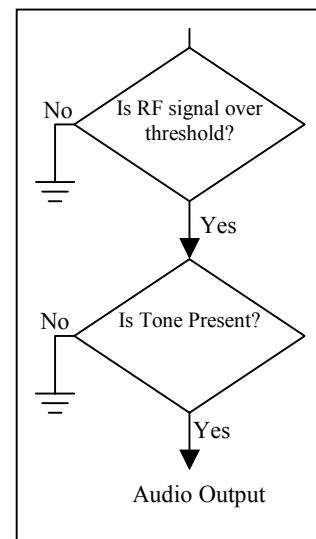 Is RF signal over
threshold?
No
Yes
Is Tone Present?
No
Yes
Audio Output